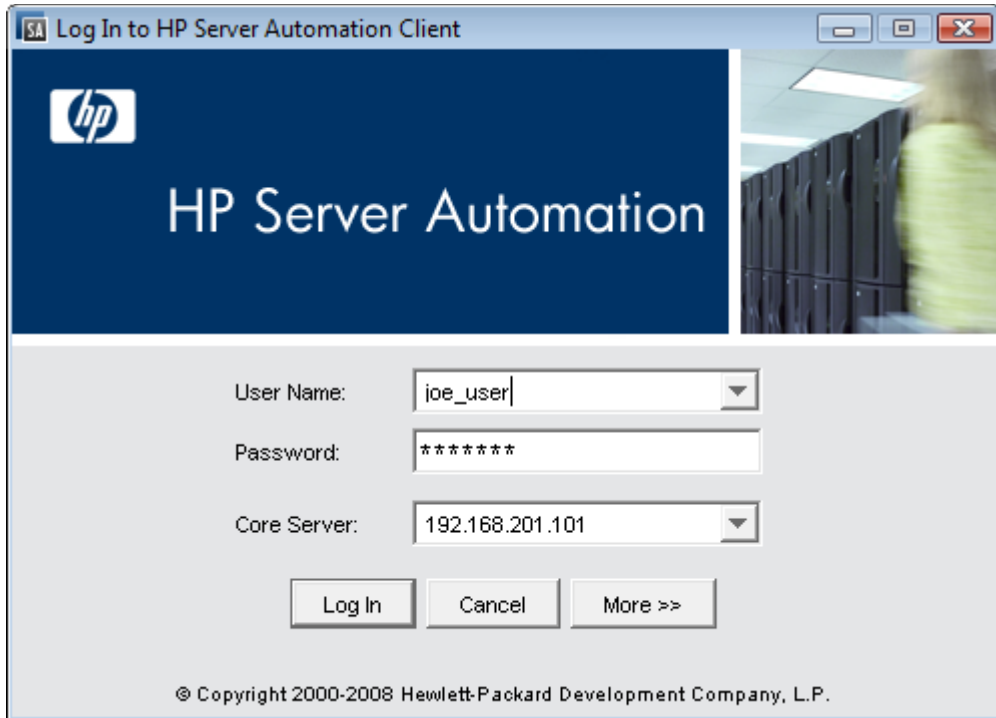 SA Log In to HP Server Automation Client
hp
HP Server Automation
User Name: joe_user
Password: *******
Core Server: 192.168.201.101
Log In Cancel More >>
© Copyright 2000-2008 Hewlett-Packard Development Company, L.P.